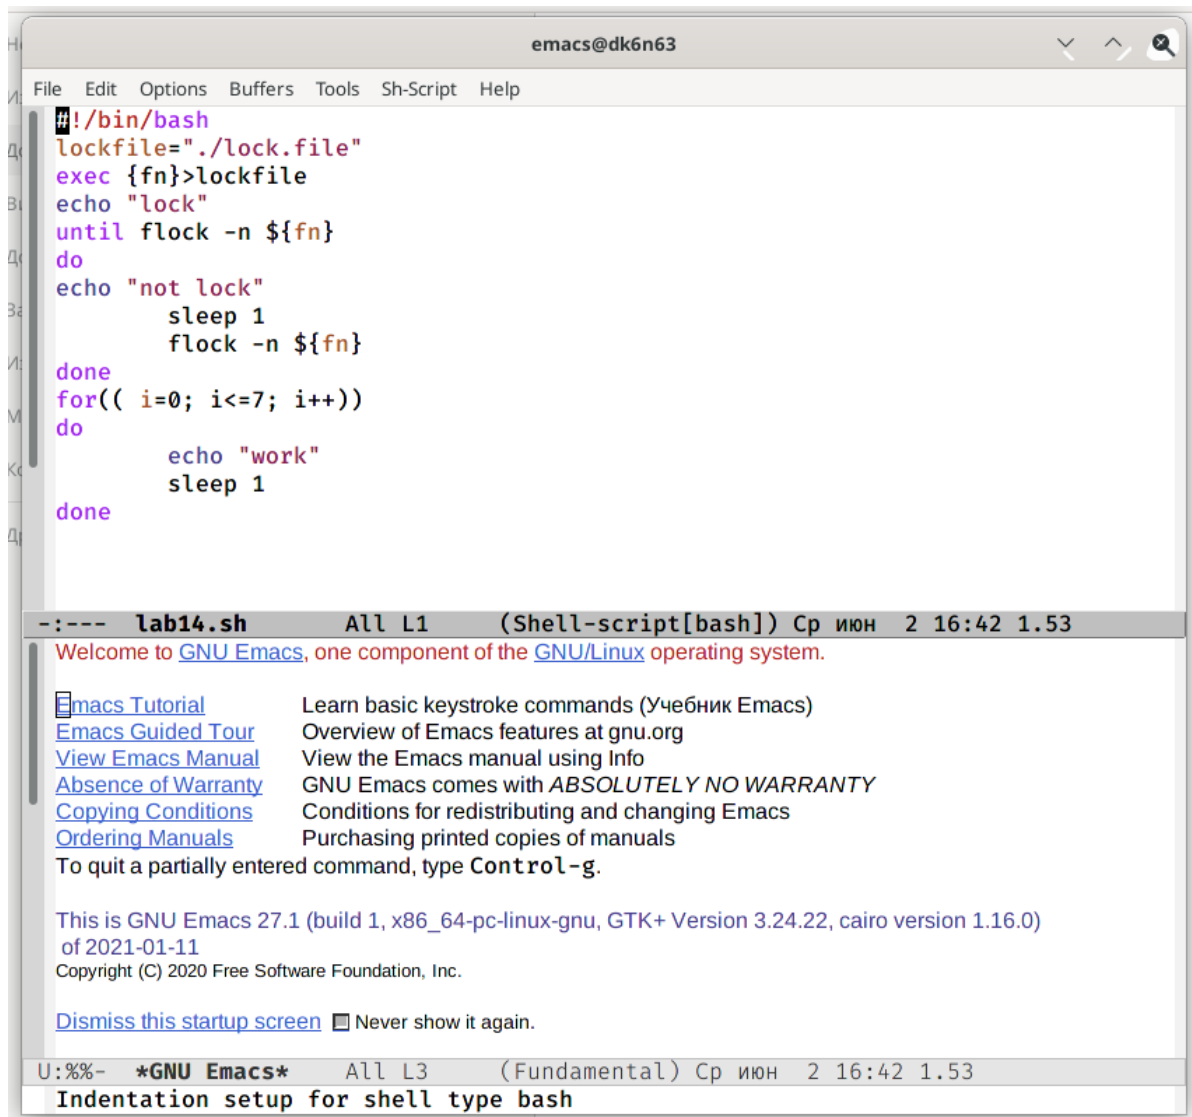 emacs@dk6n63
File Edit Options Buffers Tools Sh-Script Help
#!/bin/bash
lockfile="./lock.file"
exec {fn}>lockfile
echo "lock"
until flock -n ${fn}
do
echo "not lock"
        sleep 1
        flock -n ${fn}
done
for(( i=0; i<=7; i++))
do
        echo "work"
        sleep 1
done
-:--- lab14.sh All L1 (Shell-script[bash]) Ср июн 2 16:42 1.53
Welcome to GNU Emacs, one component of the GNU/Linux operating system.
Emacs Tutorial Learn basic keystroke commands (Учебник Emacs)
Emacs Guided Tour Overview of Emacs features at gnu.org
View Emacs Manual View the Emacs manual using Info
Absence of Warranty GNU Emacs comes with ABSOLUTELY NO WARRANTY
Copying Conditions Conditions for redistributing and changing Emacs
Ordering Manuals Purchasing printed copies of manuals
To quit a partially entered command, type Control-g.
This is GNU Emacs 27.1 (build 1, x86_64-pc-linux-gnu, GTK+ Version 3.24.22, cairo version 1.16.0)
of 2021-01-11
Copyright (C) 2020 Free Software Foundation, Inc.
Dismiss this startup screen Never show it again.
U:%%- *GNU Emacs* All L3 (Fundamental) Ср июн 2 16:42 1.53
Indentation setup for shell type bash